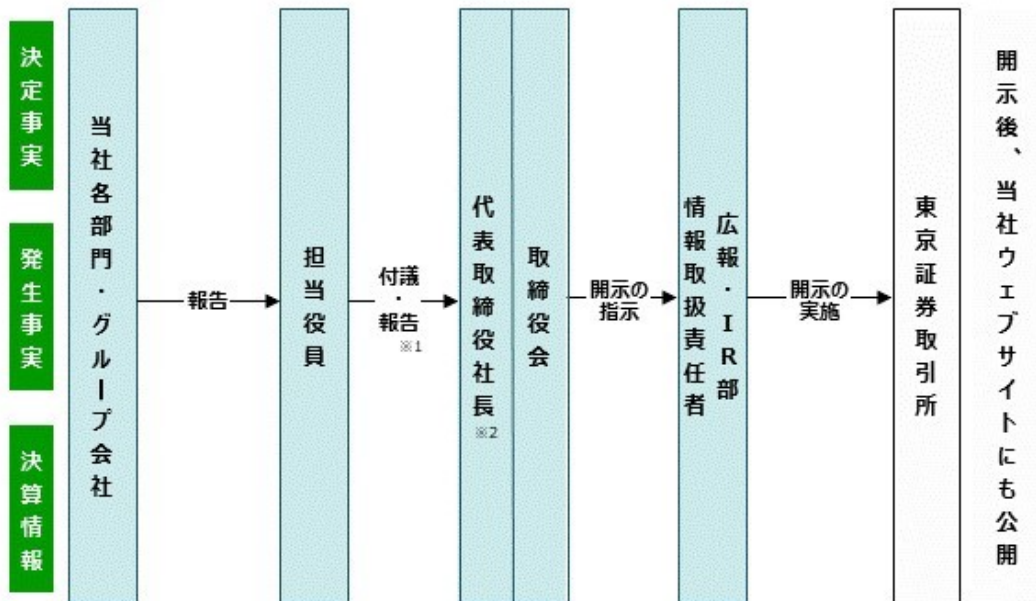 決定事実
発生事実
決算情報
当社各部門・グループ会社
報告
担当役員
付議
・
報告
※1
代表取締役社長
※2
取締役会
開示の
指示
広報・IR部
情報取扱責任者
開示の
実施
東京証券取引所
開示後、当社ウェブサイトにも公開